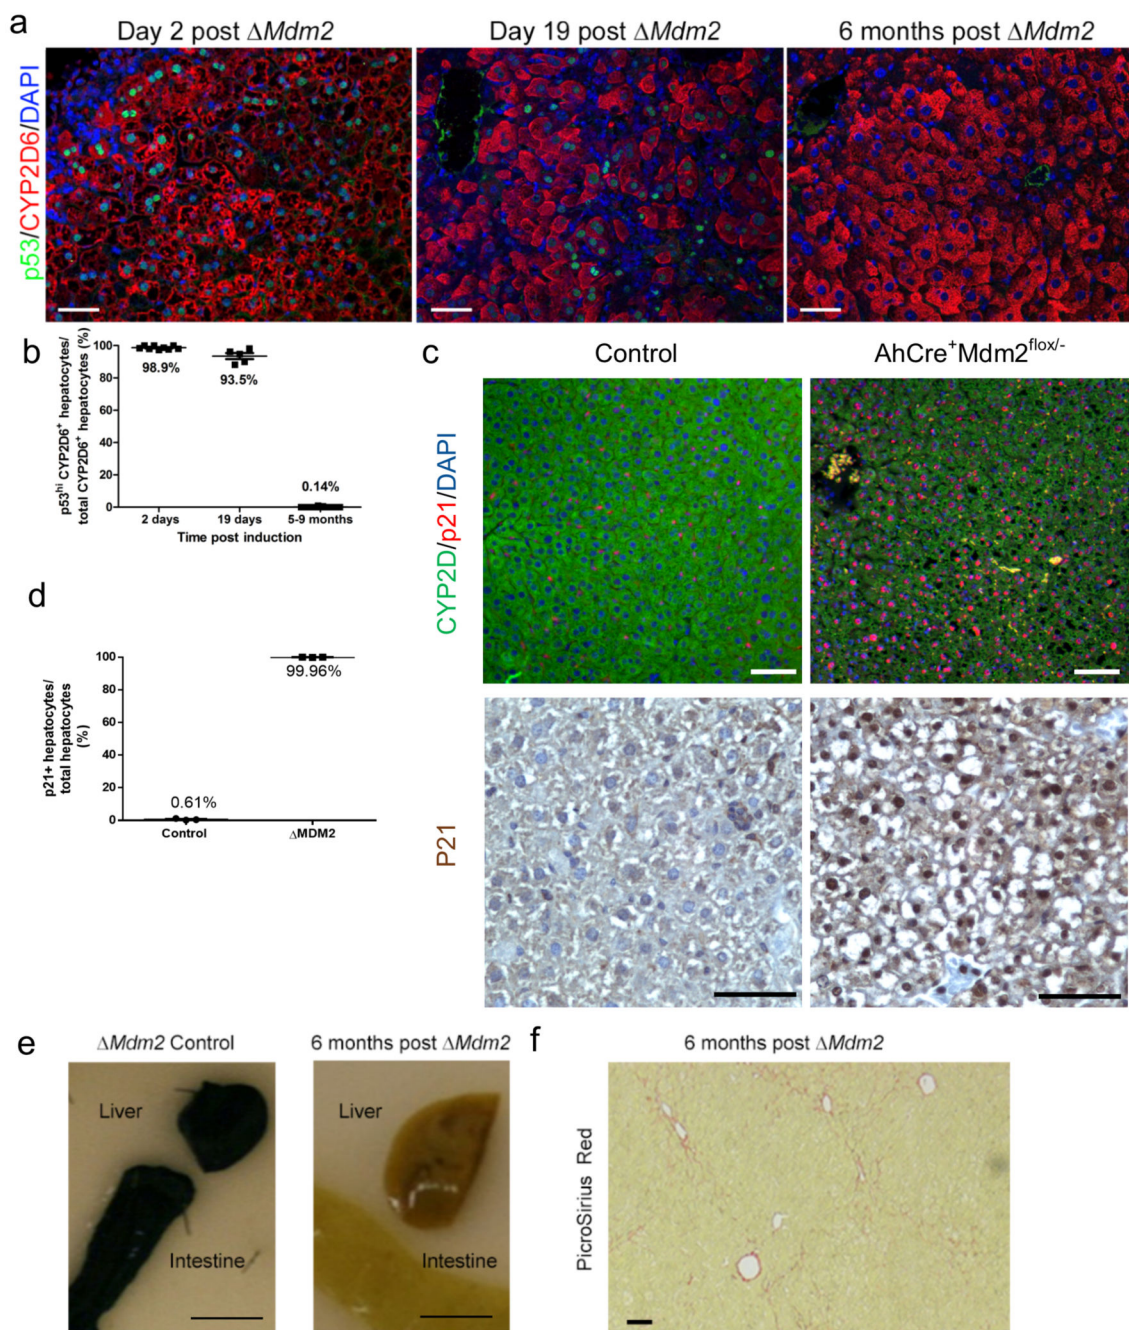 a
Day 2 post ΔMdm2
Day 19 post ΔMdm2
6 months post ΔMdm2
p53/CYP2D6/DAPI
b
p53hi CYP2D6+ hepatocytes/
total CYP2D6+ hepatocytes (%)
100
80
60
40
20
0
98.9%
93.5%
0.14%
2 days
19 days
5-9 months
Time post induction
c
Control
AhCre+Mdm2flox/-
CYP2D/p21/DAPI
P21
d
p21+ hepatocytes/
total hepatocytes
(%)
100
80
60
40
20
0
0.61%
99.96%
Control
ΔMDM2
e
ΔMdm2 Control
6 months post ΔMdm2
Liver
Intestine
Liver
Intestine
f
6 months post ΔMdm2
PicroSirius Red